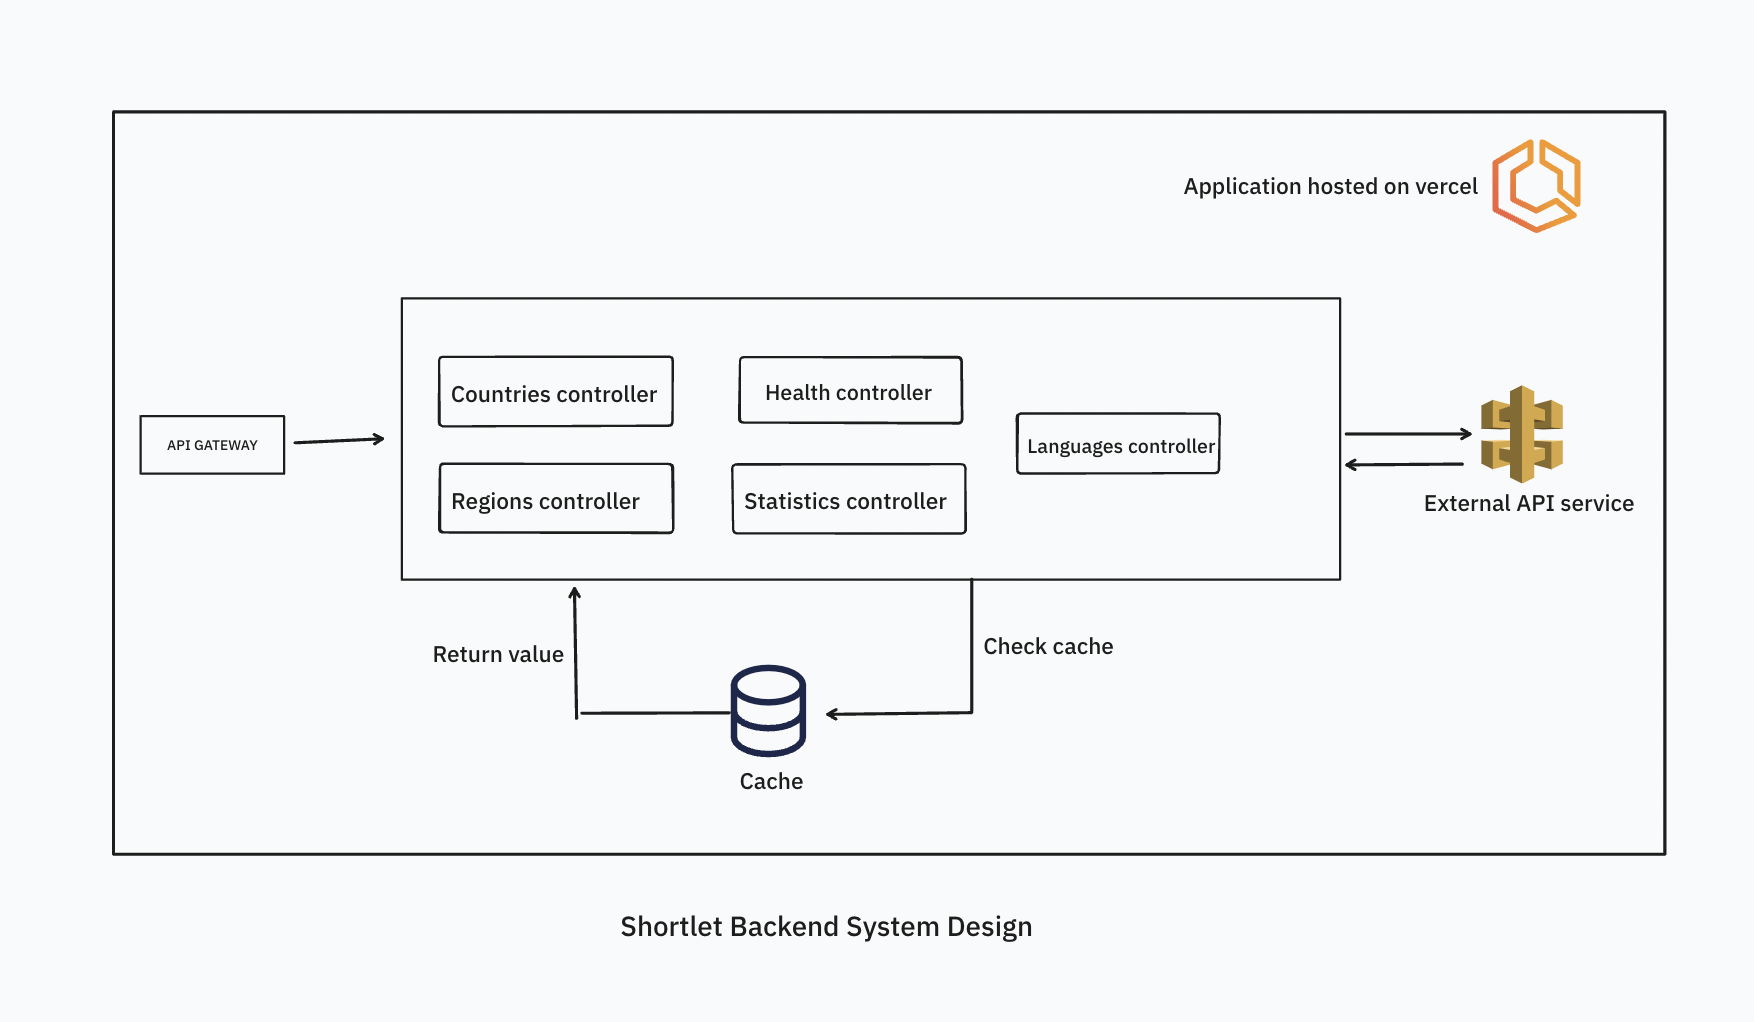 Application hosted on vercel
Countries controller
Health controller
Languages controller
API GATEWAY
Regions controller
Statistics controller
External API service
Return value
Check cache
Cache
Shortlet Backend System Design